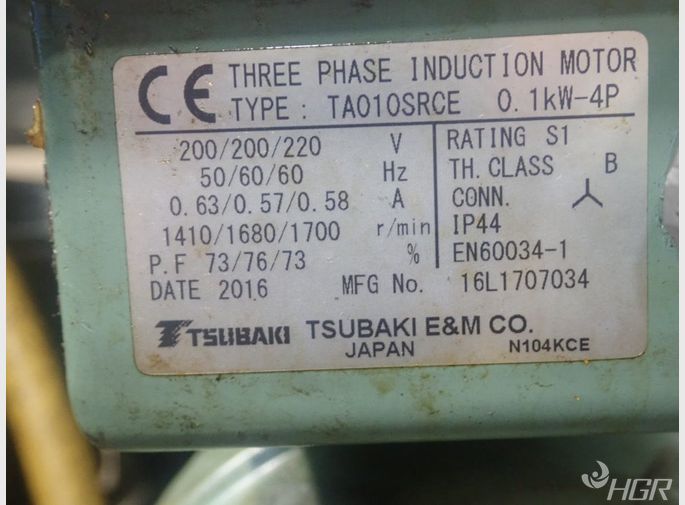 CE THREE PHASE INDUCTION MOTOR
TYPE : TA010SRCE 0.1kW-4P
200/200/220 V
50/60/60 Hz
0.63/0.57/0.58 A
1410/1680/1700 r/min
P.F 73/76/73 %
RATING S1
TH. CLASS B
CONN.
IP44
EN60034-1
DATE 2016 MFG No. 16L1707034
TSUBAKI TSUBAKI E&M CO.
JAPAN N104KCE
HGR